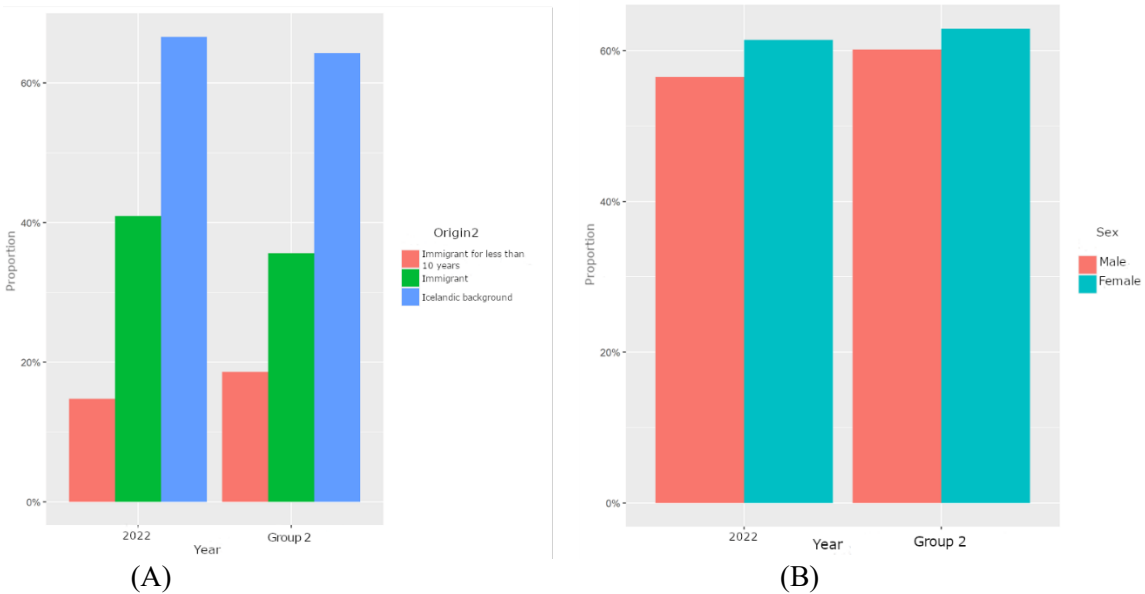 60%
40%
20%
0%
Proportion
2022
Group 2
Year
Origin2
Immigrant for less than
10 years
Immigrant
Icelandic background
(A)
60%
40%
20%
0%
Proportion
2022
Group 2
Year
Sex
Male
Female
(B)